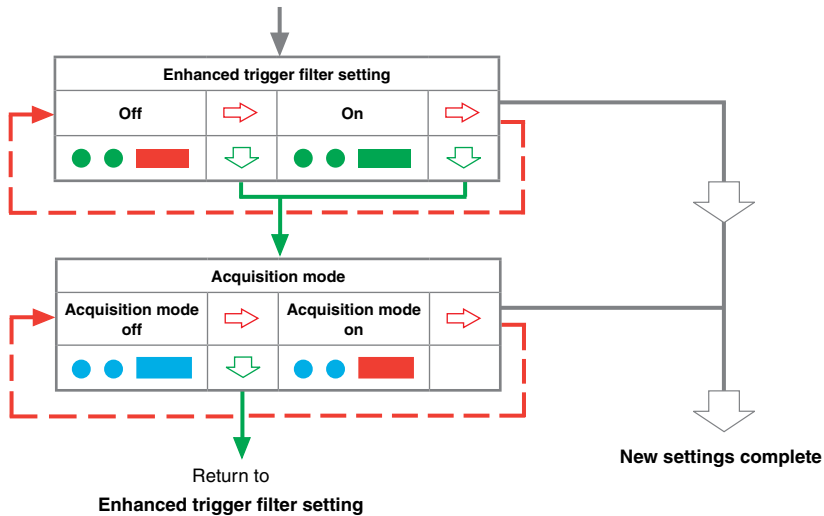 Enhanced trigger filter setting
Off
On
Acquisition mode
Acquisition mode
off
Acquisition mode
on
New settings complete
Return to
Enhanced trigger filter setting